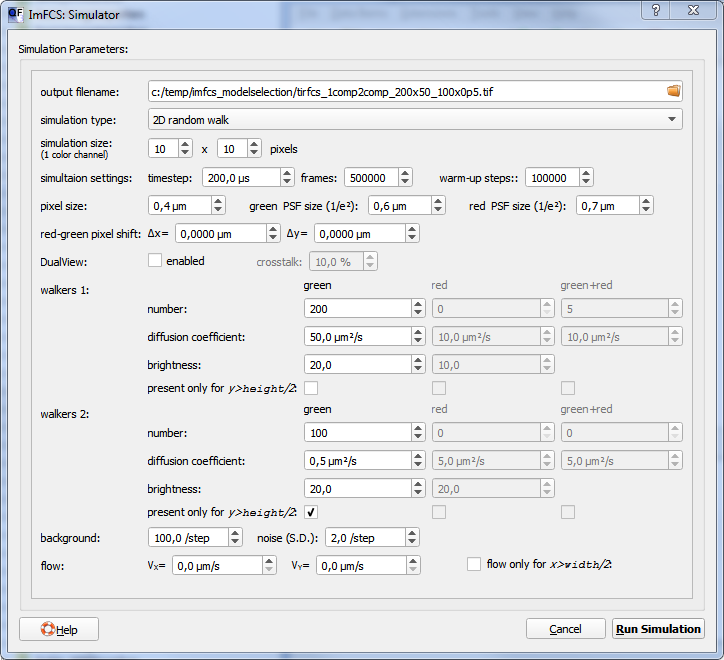 QF ImFCS: Simulator ?
Simulation Parameters:
output filename: c:/temp/imfcs_modelselection/tirfcs_1comp2comp_200x50_100x0p5.tif
simulation type: 2D random walk
simulation size: 10 x 10 pixels
(1 color channel)
simultaion settings: timestep: 200,0 µs frames: 500000 warm-up steps:: 100000
pixel size: 0,4 µm green PSF size (1/e²): 0,6 µm red PSF size (1/e²): 0,7 µm
red-green pixel shift: Δx= 0,0000 µm Δy= 0,0000 µm
DualView: enabled crosstalk: 10,0 %
walkers 1: green red green+red
number: 200 0 5
diffusion coefficient: 50,0 µm²/s 10,0 µm²/s 10,0 µm²/s
brightness: 20,0 10,0
present only for y>height/2:
walkers 2: green red green+red
number: 100 0 0
diffusion coefficient: 0,5 µm²/s 5,0 µm²/s 5,0 µm²/s
brightness: 20,0 20,0
present only for y>height/2:
background: 100,0 /step noise (S.D.): 2,0 /step
flow: Vx= 0,0 µm/s VY= 0,0 µm/s flow only for x>width/2:
Help Cancel Run Simulation